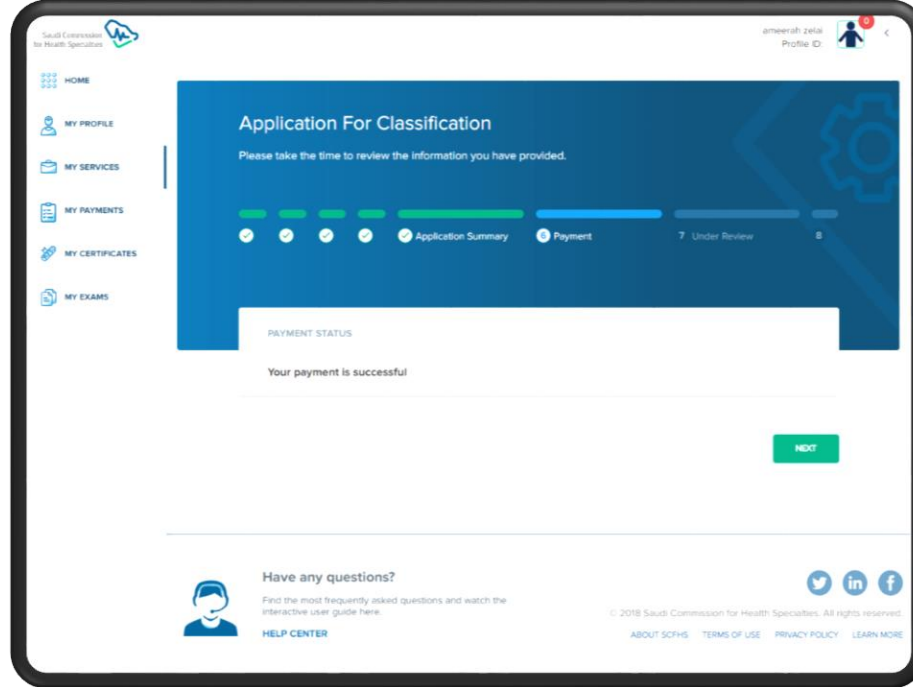 Saudi Commission
for Health Specialties
ameerah zelai
Profile ID:
0
HOME
MY PROFILE
MY SERVICES
MY PAYMENTS
MY CERTIFICATES
MY EXAMS
Application For Classification
Please take the time to review the information you have provided.
Application Summary
6 Payment
7 Under Review
8
PAYMENT STATUS
Your payment is successful
NEXT
Have any questions?
Find the most frequently asked questions and watch the
interactive user guide here.
HELP CENTER
© 2018 Saudi Commission for Health Specialties. All rights reserved.
ABOUT SCFHS TERMS OF USE PRIVACY POLICY LEARN MORE